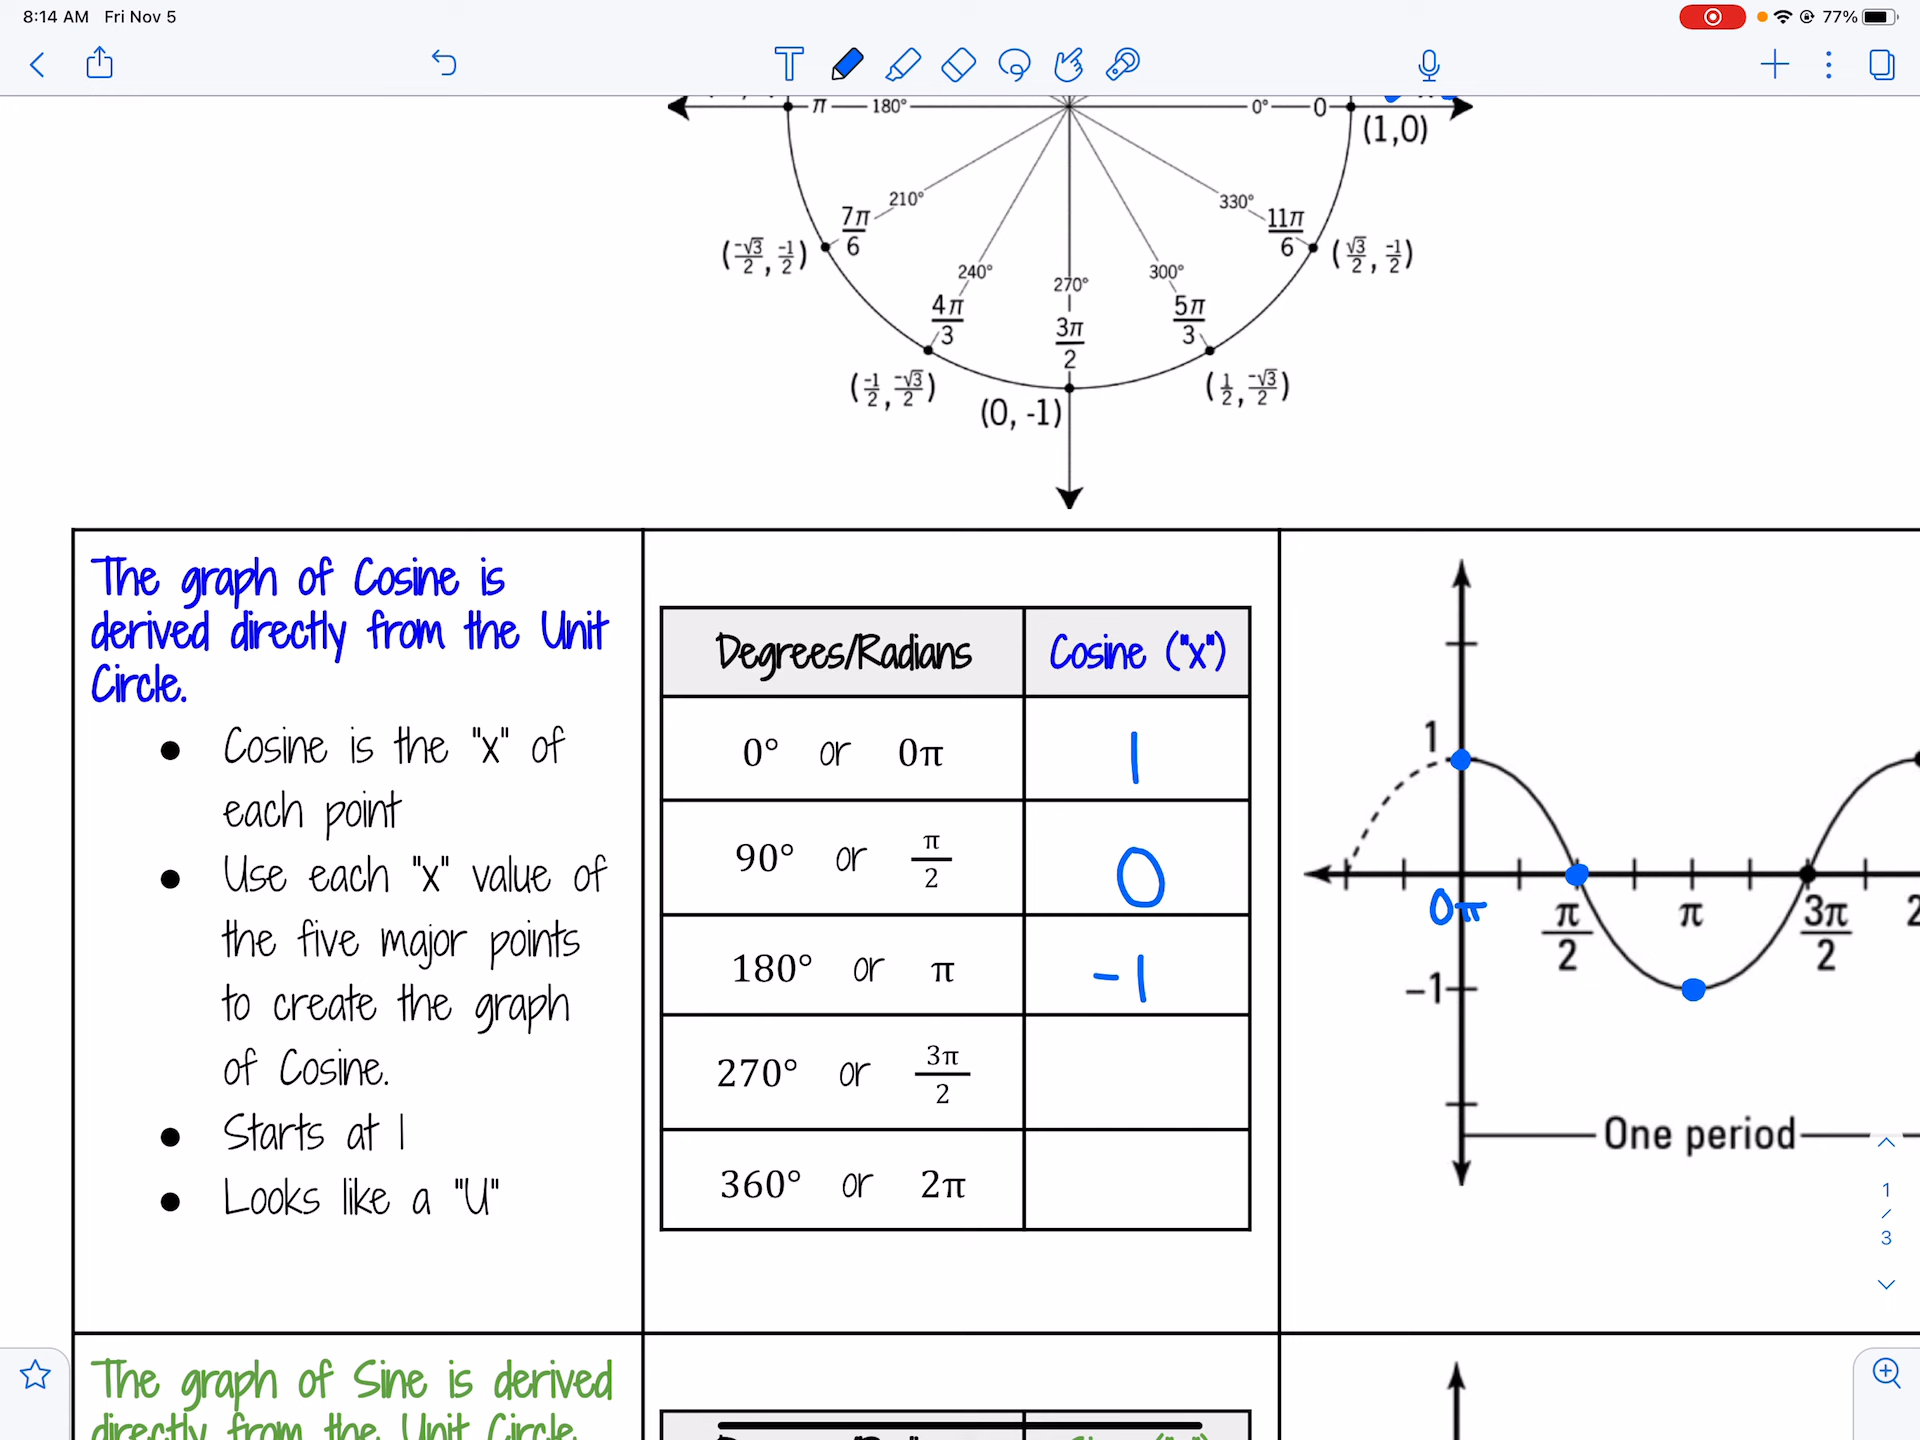 8:14 AM Fri Nov 5
77%
π 180° 0° 0
(1,0)
210° 330°
7π/6 11π/6
(-√3/2, -1/2) (√3/2, -1/2)
240° 270° 300°
4π/3 3π/2 5π/3
(-1/2, -√3/2) (1/2, -√3/2)
(0, -1)
The graph of Cosine is
derived directly from the Unit
Circle.
● Cosine is the "x" of
each point
● Use each "x" value of
the five major points
to create the graph
of Cosine.
● Starts at 1
● Looks like a "U"
Degrees/Radians Cosine ("x")
0° or 0π 1
90° or π/2 0
180° or π -1
270° or 3π/2
360° or 2π
1
0π π/2 π 3π/2 2
-1
One period
1
/
3
The graph of Sine is derived
directly from the Unit Circle